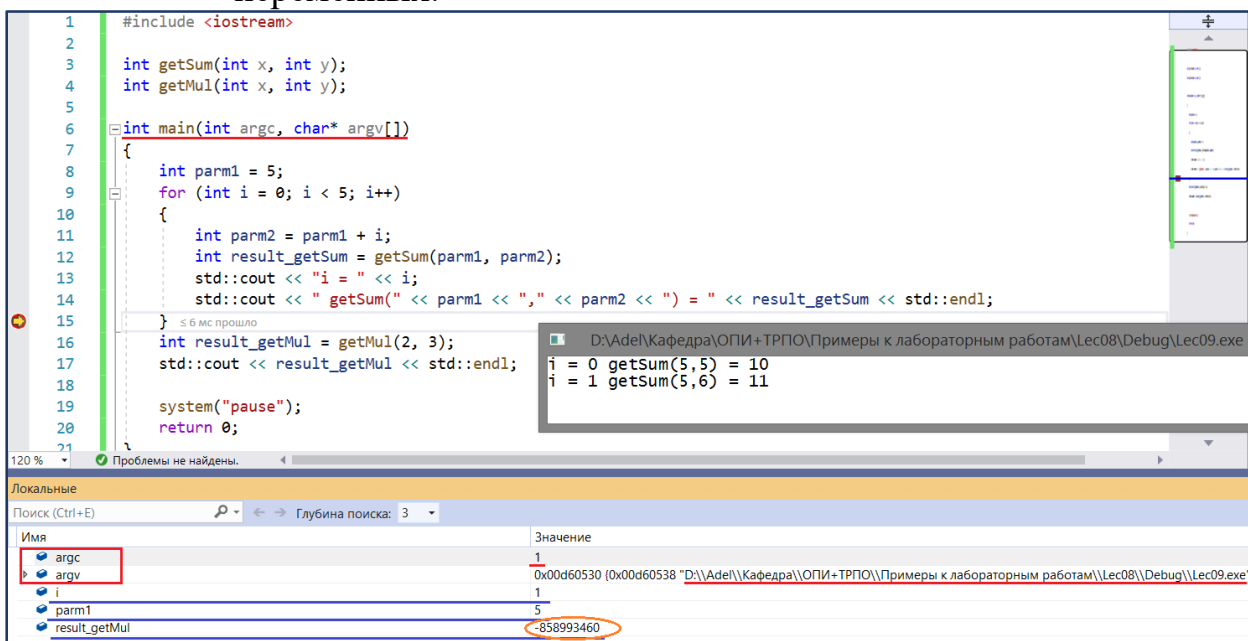 1 #include <iostream>
2
3 int getSum(int x, int y);
4 int getMul(int x, int y);
5
6 int main(int argc, char* argv[])
7 {
8 int parm1 = 5;
9 for (int i = 0; i < 5; i++)
10 {
11 int parm2 = parm1 + i;
12 int result_getSum = getSum(parm1, parm2);
13 std::cout << "i = " << i;
14 std::cout << " getSum(" << parm1 << "," << parm2 << ") = " << result_getSum << std::endl;
15 } ≤ 6 мс прошло
16 int result_getMul = getMul(2, 3);
17 std::cout << result_getMul << std::endl;
18
19 system("pause");
20 return 0;
21 }
D:\Adel\Кафедра\ОПИ+ТРПО\Примеры к лабораторным работам\Lec08\Debug\Lec09.exe
i = 0 getSum(5,5) = 10
i = 1 getSum(5,6) = 11
120 % Проблемы не найдены.
Локальные
Поиск (Ctrl+E) Глубина поиска: 3
Имя Значение
argc 1
argv 0x00d60530 {0x00d60538 "D:\\Adel\\Кафедра\\ОПИ+ТРПО\\Примеры к лабораторным работам\\Lec08\\Debug\\Lec09.exe"
i 1
parm1 5
result_getMul -858993460